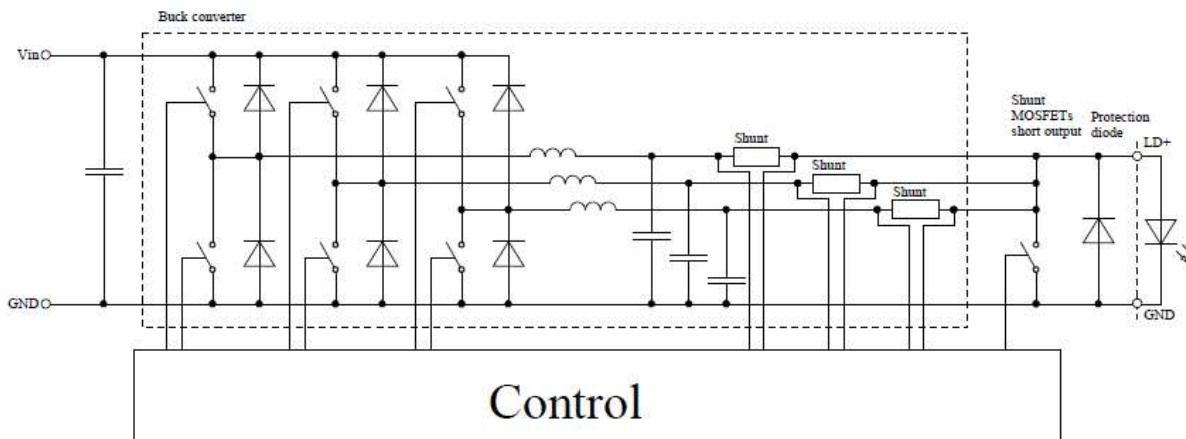 Buck converter
Vin
Shunt
MOSFETs
short output
Protection
diode
LD+
Shunt
Shunt
Shunt
GND
GND
Control